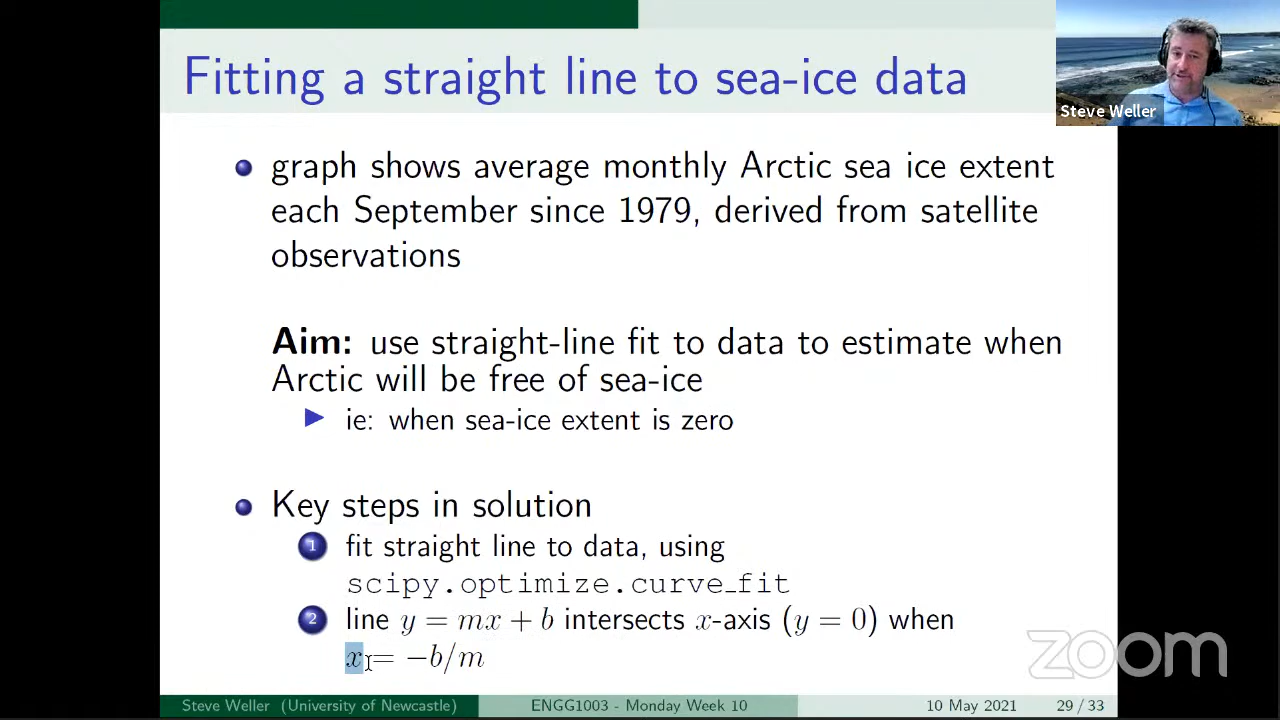 Fitting a straight line to sea-ice data
Steve Weller
graph shows average monthly Arctic sea ice extent
each September since 1979, derived from satellite
observations
Aim: use straight-line fit to data to estimate when
Arctic will be free of sea-ice
ie: when sea-ice extent is zero
Key steps in solution
1 fit straight line to data, using
scipy.optimize.curve_fit
2 line y = mx + b intersects x-axis (y = 0) when
x = −b/m
zoom
Steve Weller (University of Newcastle) ENGG1003 - Monday Week 10 10 May 2021 29 / 33